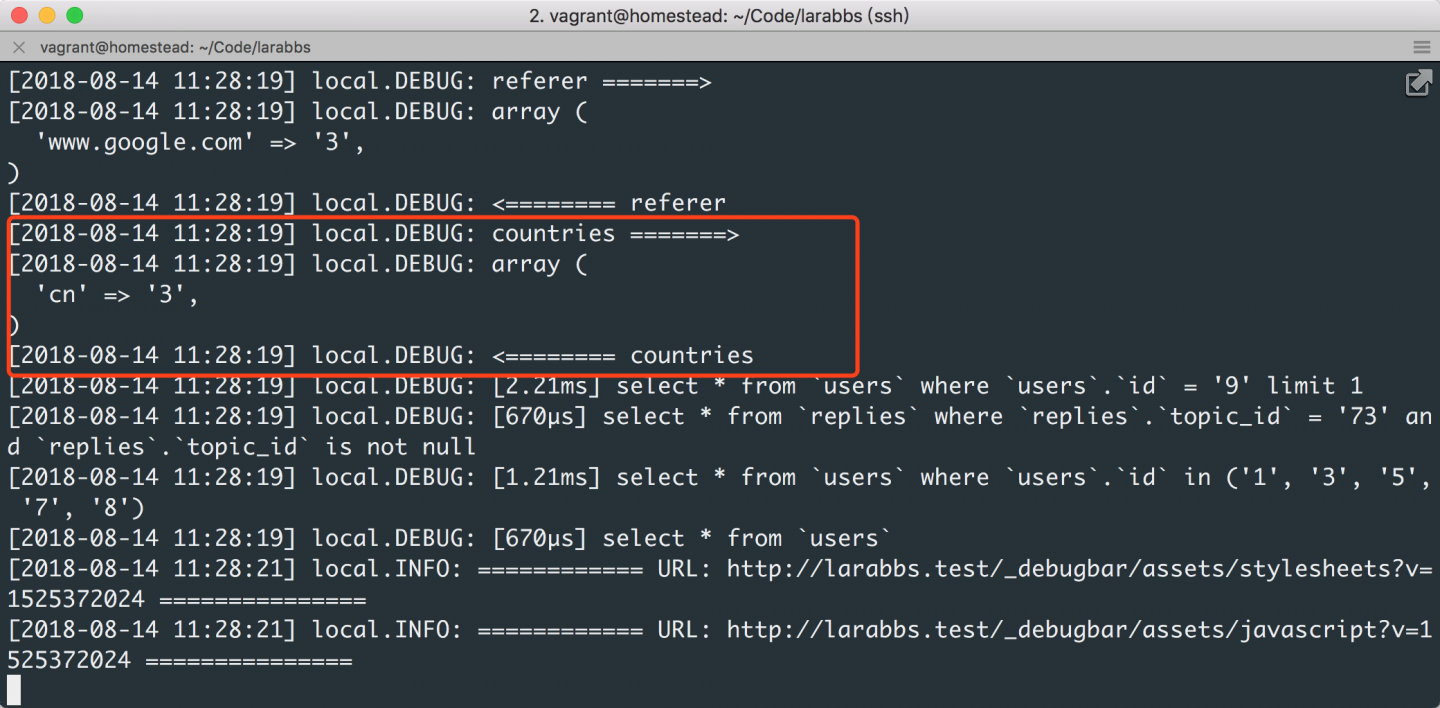 2. vagrant@homestead: ~/Code/larabbs (ssh)
vagrant@homestead: ~/Code/larabbs
[2018-08-14 11:28:19] local.DEBUG: referer =======>
[2018-08-14 11:28:19] local.DEBUG: array (
  'www.google.com' => '3',
)
[2018-08-14 11:28:19] local.DEBUG: <======== referer
[2018-08-14 11:28:19] local.DEBUG: countries =======>
[2018-08-14 11:28:19] local.DEBUG: array (
  'cn' => '3',
)
[2018-08-14 11:28:19] local.DEBUG: <======== countries
[2018-08-14 11:28:19] local.DEBUG: [2.21ms] select * from `users` where `users`.`id` = '9' limit 1
[2018-08-14 11:28:19] local.DEBUG: [670μs] select * from `replies` where `replies`.`topic_id` = '73' an
d `replies`.`topic_id` is not null
[2018-08-14 11:28:19] local.DEBUG: [1.21ms] select * from `users` where `users`.`id` in ('1', '3', '5',
 '7', '8')
[2018-08-14 11:28:19] local.DEBUG: [670μs] select * from `users`
[2018-08-14 11:28:21] local.INFO: ============ URL: http://larabbs.test/_debugbar/assets/stylesheets?v=
1525372024 ===============
[2018-08-14 11:28:21] local.INFO: ============ URL: http://larabbs.test/_debugbar/assets/javascript?v=1
525372024 ===============